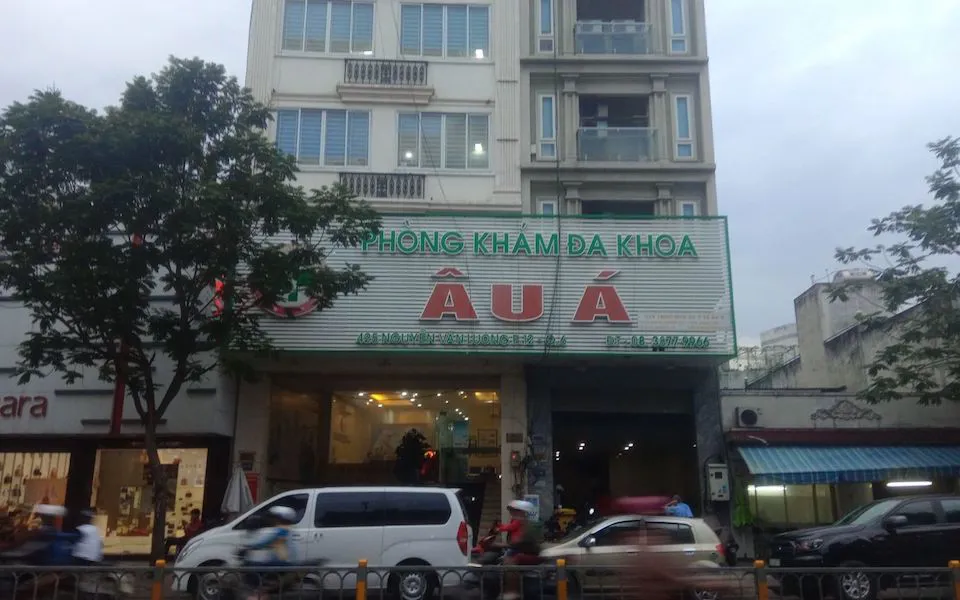 PHÒNG KHÁM ĐA KHOA
ÂU Á
425 NGUYỄN VĂN LUÔNG P.12 - Q.6 ĐT - 08. 3877 9966
ara